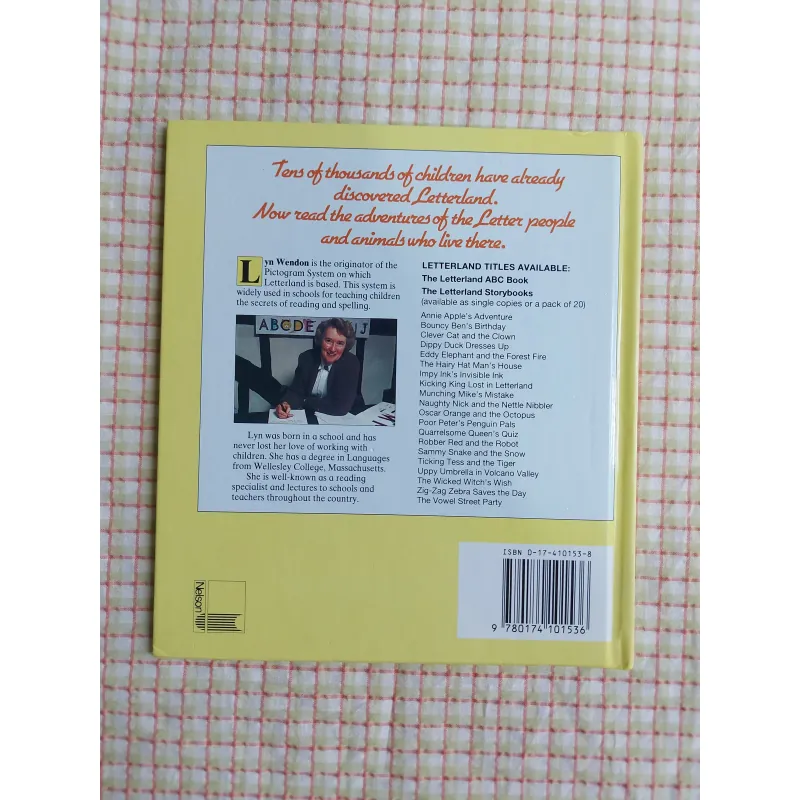 Tens of thousands of children have already
discovered Letterland.
Now read the adventures of the Letter people
and animals who live there.
Lyn Wendon is the originator of the
Pictogram System on which
Letterland is based. This system is
widely used in schools for teaching children
the secrets of reading and spelling.
ABCDE IJ
Lyn was born in a school and has
never lost her love of working with
children. She has a degree in Languages
from Wellesley College, Massachusetts.
She is well-known as a reading
specialist and lectures to schools and
teachers throughout the country.
LETTERLAND TITLES AVAILABLE:
The Letterland ABC Book
The Letterland Storybooks
(available as single copies or a pack of 20)
Annie Apple's Adventure
Bouncy Ben's Birthday
Clever Cat and the Clown
Dippy Duck Dresses Up
Eddy Elephant and the Forest Fire
The Hairy Hat Man's House
Impy Ink's Invisible Ink
Kicking King Lost in Letterland
Munching Mike's Mistake
Naughty Nick and the Nettle Nibbler
Oscar Orange and the Octopus
Poor Peter's Penguin Pals
Quarrelsome Queen's Quiz
Robber Red and the Robot
Sammy Snake and the Snow
Ticking Tess and the Tiger
Uppy Umbrella in Volcano Valley
The Wicked Witch's Wish
Zig-Zag Zebra Saves the Day
The Vowel Street Party
ISBN 0-17-410153-8
9 780174 101536
Nelson